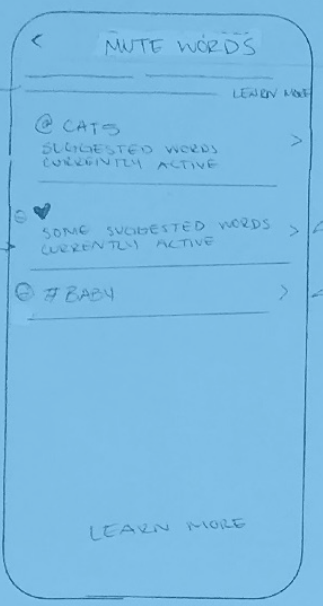 < MUTE WORDS
LEARN MORE
@ CATS
SUGGESTED WORDS
CURRENTLY ACTIVE
>
♥
SOME SUGGESTED WORDS
CURRENTLY ACTIVE
>
# BABY
>
LEARN MORE